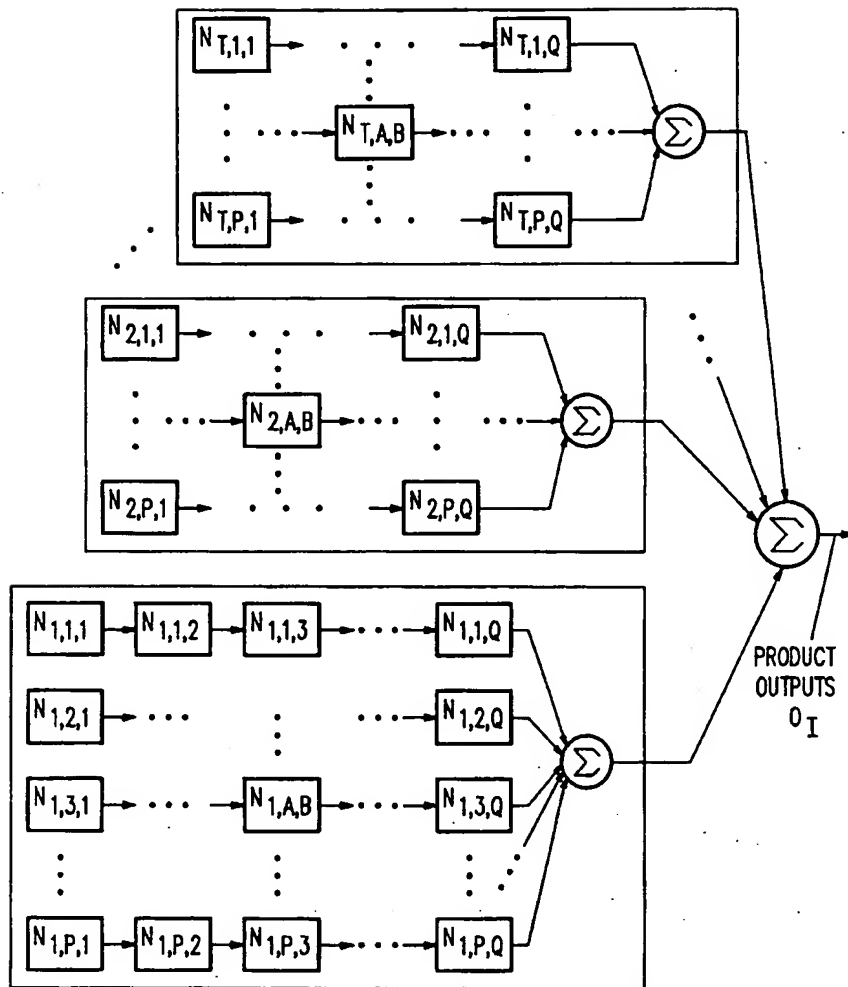 N T,1,1 N T,1,Q
N T,A,B Σ
N T,P,1 N T,P,Q
N 2,1,1 N 2,1,Q
N 2,A,B Σ
N 2,P,1 N 2,P,Q
Σ
N 1,1,1 N 1,1,2 N 1,1,3 N 1,1,Q
PRODUCT
OUTPUTS
O I
N 1,2,1 N 1,2,Q
Σ
N 1,3,1 N 1,A,B N 1,3,Q
N 1,P,1 N 1,P,2 N 1,P,3 N 1,P,Q